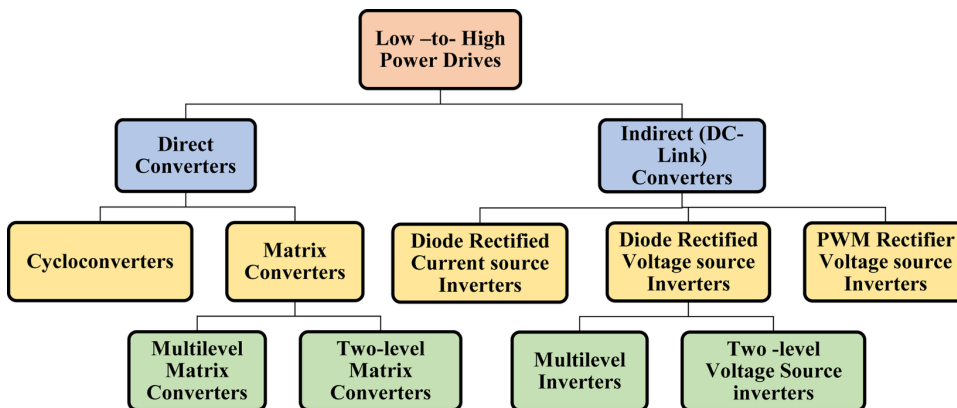 Low –to- High
Power Drives
Direct
Converters
Indirect (DC-
Link)
Converters
Cycloconverters
Matrix
Converters
Diode Rectified
Current source
Inverters
Diode Rectified
Voltage source
Inverters
PWM Rectifier
Voltage source
Inverters
Multilevel
Matrix
Converters
Two-level
Matrix
Converters
Multilevel
Inverters
Two -level
Voltage Source
inverters